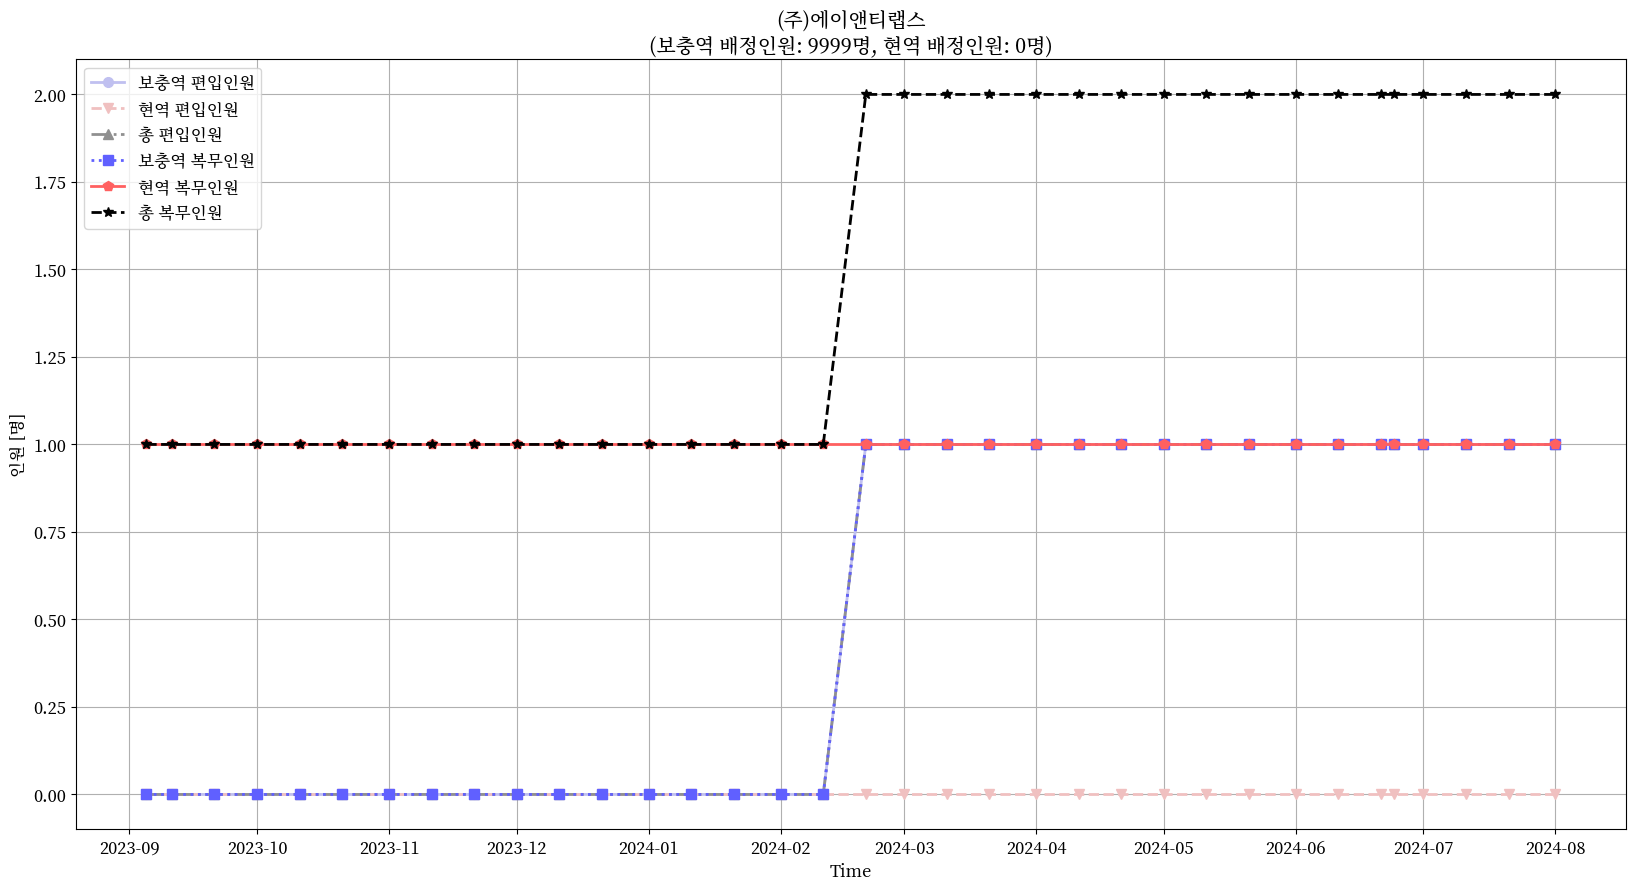 (주)에이앤티랩스
(보충역 배정인원: 9999명, 현역 배정인원: 0명)
보충역 편입인원
현역 편입인원
총 편입인원
보충역 복무인원
현역 복무인원
총 복무인원
2.00
1.75
1.50
1.25
1.00
0.75
0.50
0.25
0.00
인원 [명]
2023-09
2023-10
2023-11
2023-12
2024-01
2024-02
2024-03
2024-04
2024-05
2024-06
2024-07
2024-08
Time